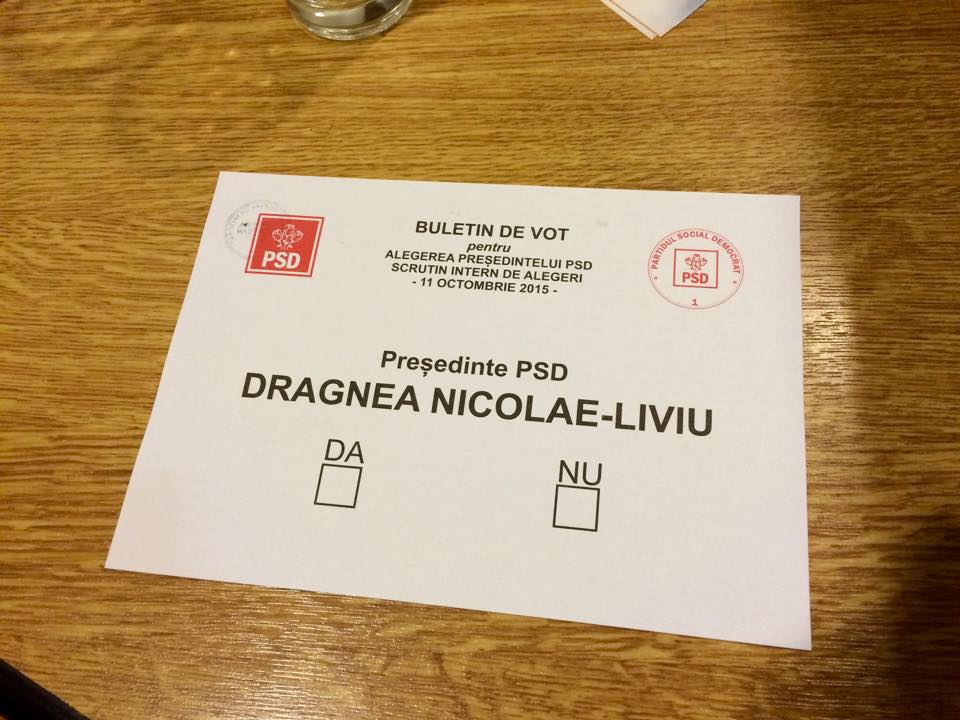 PSD
BULETIN DE VOT
pentru
ALEGEREA PREȘEDINTELUI PSD
SCRUTIN INTERN DE ALEGERI
- 11 OCTOMBRIE 2015 -
* PARTIDUL SOCIAL DEMOCRAT *
PSD
1
Președinte PSD
DRAGNEA NICOLAE-LIVIU
DA
NU